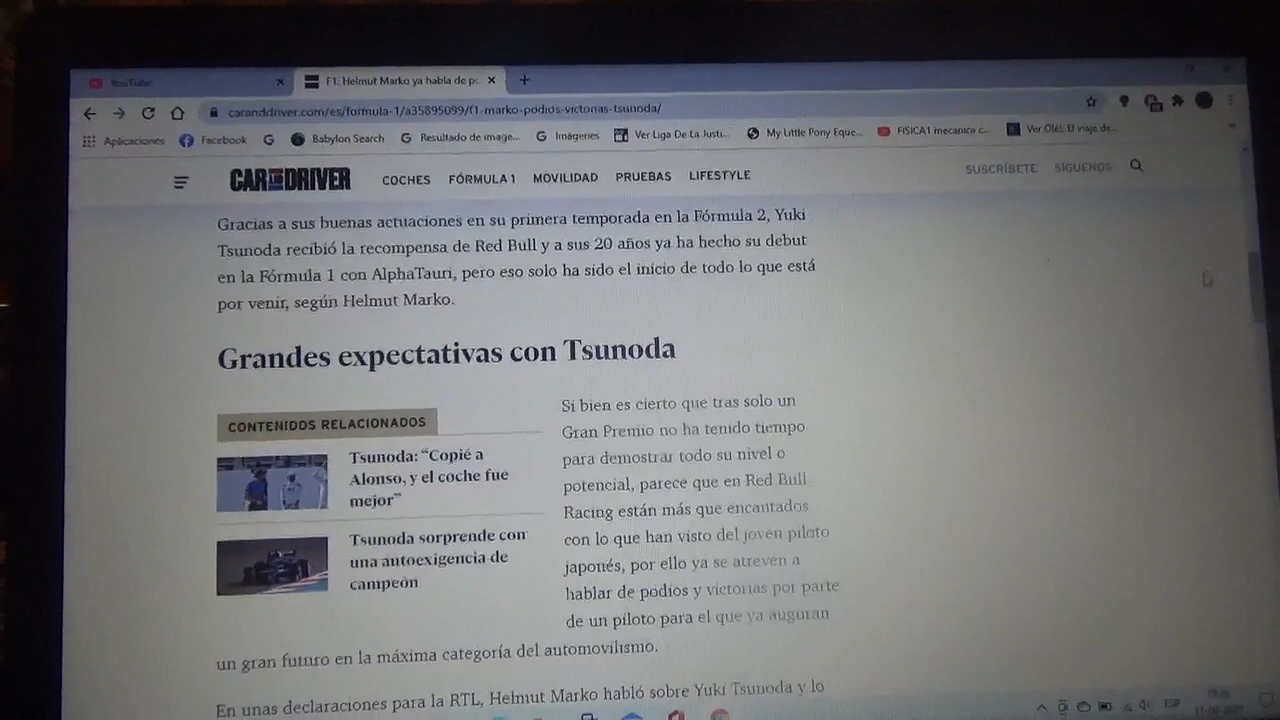 YouTube
F1: Helmut Marko ya habla de po
caranddriver.com/es/formula-1/a35895099/f1-marko-podios-victorias-tsunoda/
Aplicaciones Facebook Babylon Search Resultado de image... Imágenes Ver Liga De La Justi... My Little Pony Eque... FISICA1 mecanica c... Ver Olé: El viaje de...
CAR AND DRIVER COCHES FÓRMULA 1 MOVILIDAD PRUEBAS LIFESTYLE SUSCRÍBETE SÍGUENOS
Gracias a sus buenas actuaciones en su primera temporada en la Fórmula 2, Yuki
Tsunoda recibió la recompensa de Red Bull y a sus 20 años ya ha hecho su debut
en la Fórmula 1 con AlphaTauri, pero eso solo ha sido el inicio de todo lo que está
por venir, según Helmut Marko.
Grandes expectativas con Tsunoda
CONTENIDOS RELACIONADOS
Tsunoda: “Copié a
Alonso, y el coche fue
mejor”
Tsunoda sorprende con
una autoexigencia de
campeón
Si bien es cierto que tras solo un
Gran Premio no ha tenido tiempo
para demostrar todo su nivel o
potencial, parece que en Red Bull
Racing están más que encantados
con lo que han visto del joven piloto
japonés, por ello ya se atreven a
hablar de podios y victorias por parte
de un piloto para el que ya auguran
un gran futuro en la máxima categoría del automovilismo.
En unas declaraciones para la RTL, Helmut Marko habló sobre Yuki Tsunoda y lo
ESP